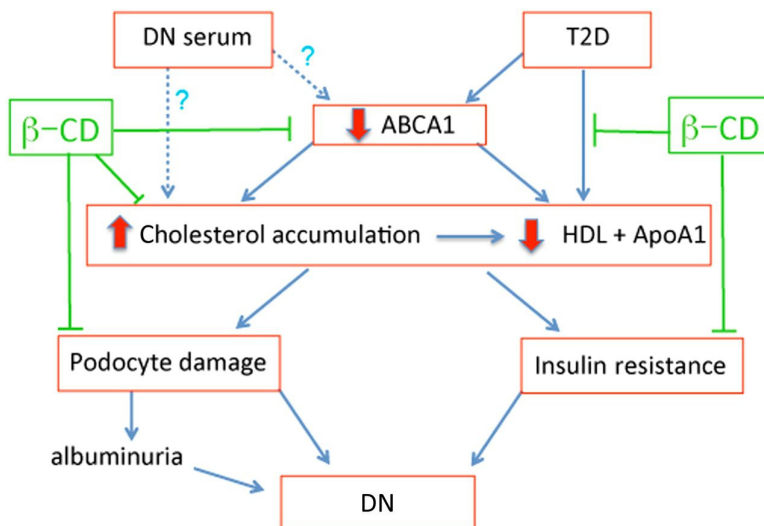 DN serum
T2D
?
?
β-CD
ABCA1
β-CD
Cholesterol accumulation
HDL + ApoA1
Podocyte damage
Insulin resistance
albuminuria
DN